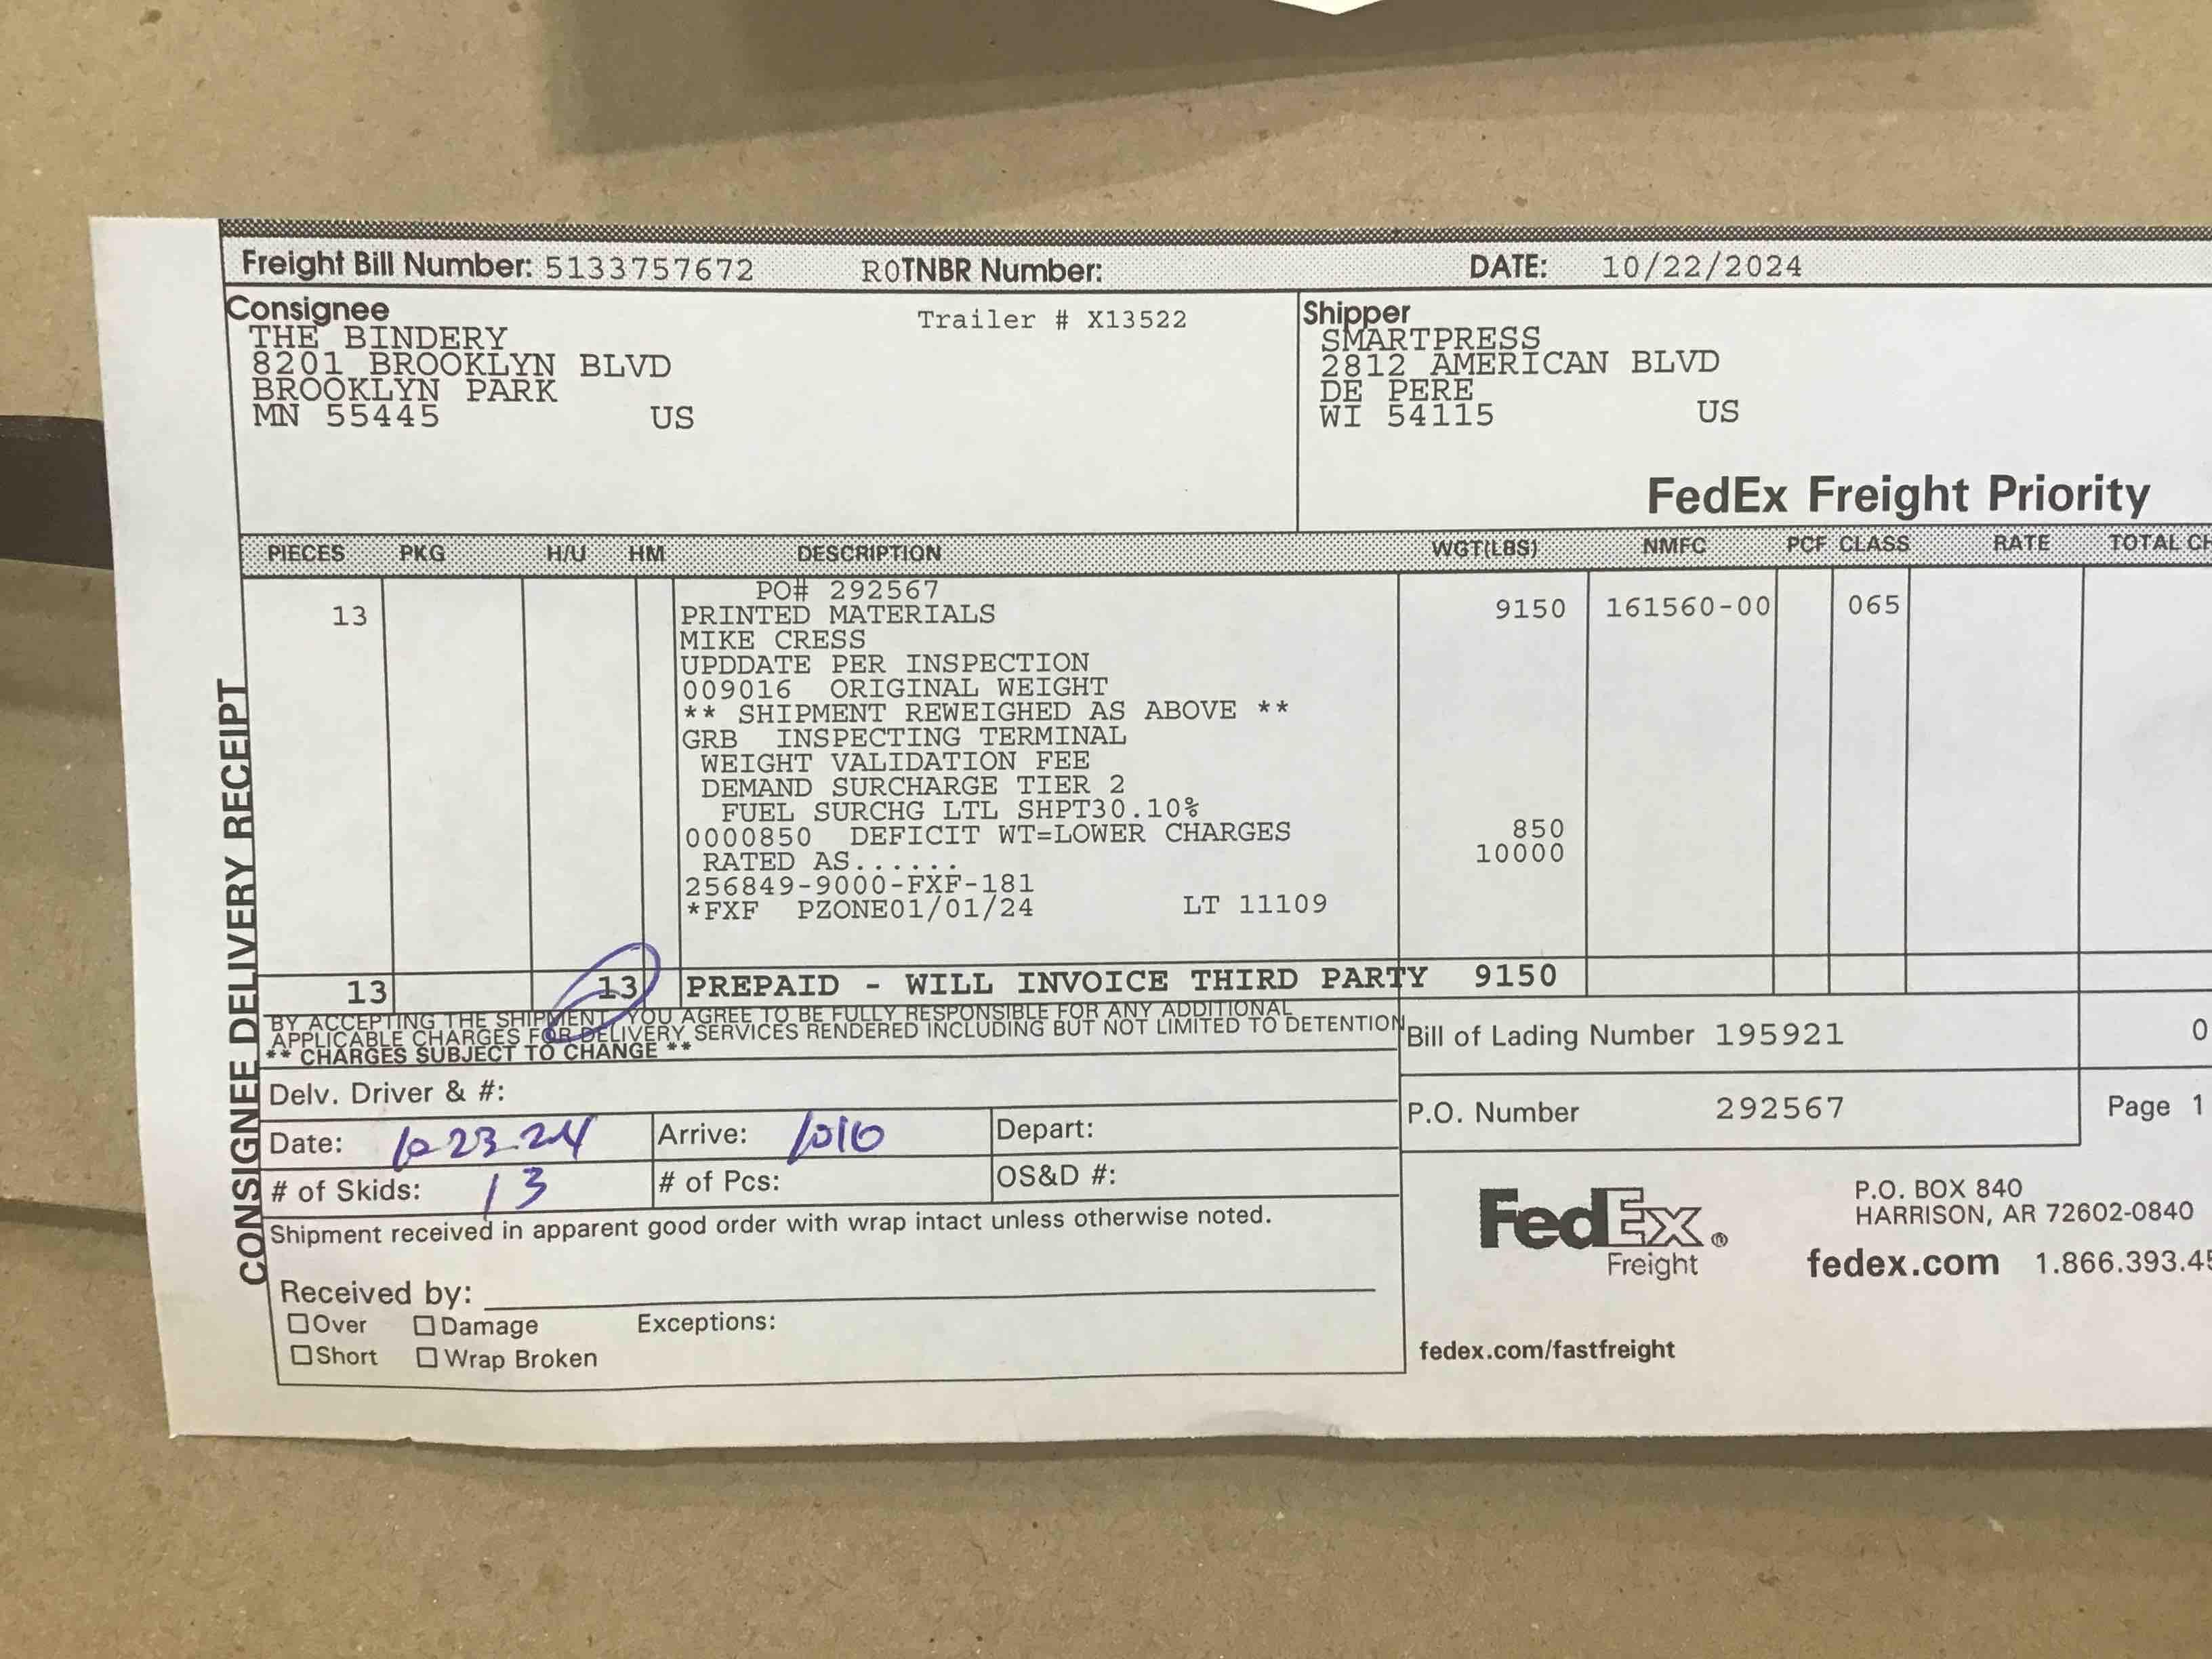 Freight Bill Number: 5133757672 ROTNBR Number: DATE: 10/22/2024
Consignee
THE BINDERY
8201 BROOKLYN BLVD
BROOKLYN PARK
MN 55445 US
Trailer # X13522
Shipper
SMARTPRESS
2812 AMERICAN BLVD
DE PERE
WI 54115 US
FedEx Freight Priority
PIECES PKG H/U HM DESCRIPTION WGT(LBS) NMFC PCF CLASS RATE TOTAL CH
PO# 292567
13 PRINTED MATERIALS 9150 161560-00 065
MIKE CRESS
UPDDATE PER INSPECTION
009016 ORIGINAL WEIGHT
** SHIPMENT REWEIGHED AS ABOVE **
GRB INSPECTING TERMINAL
WEIGHT VALIDATION FEE
DEMAND SURCHARGE TIER 2
FUEL SURCHG LTL SHPT30.10%
0000850 DEFICIT WT=LOWER CHARGES 850
RATED AS...... 10000
256849-9000-FXF-181
*FXF PZONE01/01/24 LT 11109
13 13 PREPAID - WILL INVOICE THIRD PARTY 9150
BY ACCEPTING THE SHIPMENT, YOU AGREE TO BE FULLY RESPONSIBLE FOR ANY ADDITIONAL
APPLICABLE CHARGES FOR DELIVERY SERVICES RENDERED INCLUDING BUT NOT LIMITED TO DETENTION
** CHARGES SUBJECT TO CHANGE **
Bill of Lading Number 195921 0
Delv. Driver & #:
P.O. Number 292567 Page 1
Date: 10 23.24 Arrive: 1010 Depart:
# of Skids: 13 # of Pcs: OS&D #:
Shipment received in apparent good order with wrap intact unless otherwise noted.
Received by:
Over Damage Exceptions:
Short Wrap Broken
CONSIGNEE DELIVERY RECEIPT
FedEx®
Freight
P.O. BOX 840
HARRISON, AR 72602-0840
fedex.com 1.866.393.45
fedex.com/fastfreight